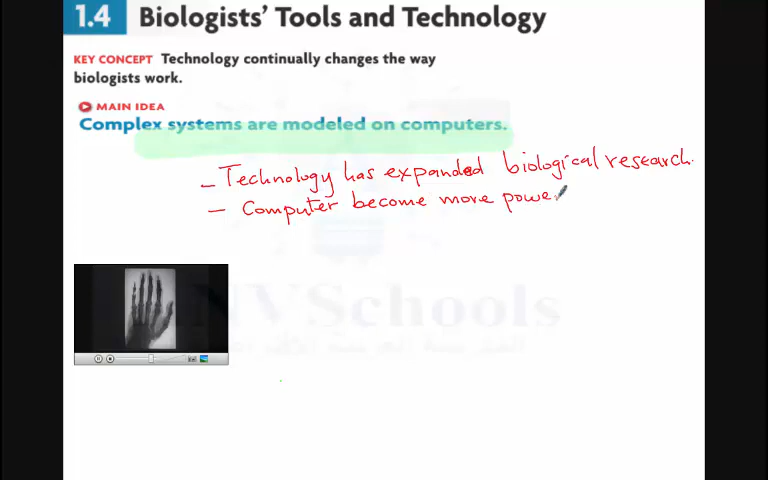 1.4 Biologists' Tools and Technology
KEY CONCEPT Technology continually changes the way
biologists work.
MAIN IDEA
Complex systems are modeled on computers.
- Technology has expanded biological research.
- Computer become more powe
NVSchools